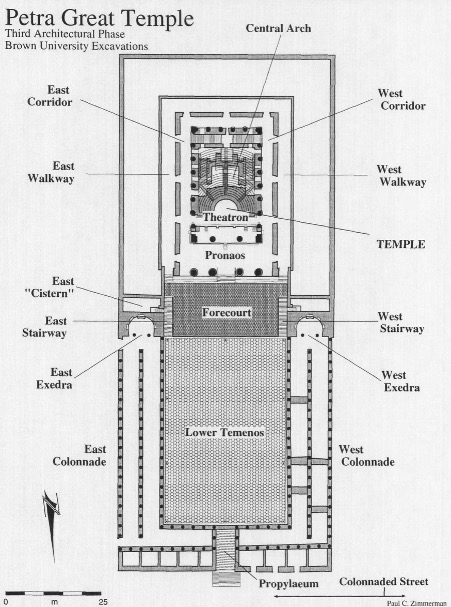 Petra Great Temple
Third Architectural Phase
Brown University Excavations
Central Arch
East
Corridor
West
Corridor
East
Walkway
West
Walkway
Theatron
TEMPLE
Pronaos
East
"Cistern"
Forecourt
East
Stairway
West
Stairway
East
Exedra
West
Exedra
Lower Temenos
East
Colonnade
West
Colonnade
Propylaeum
Colonnaded Street
0 m 25
Paul C. Zimmerman